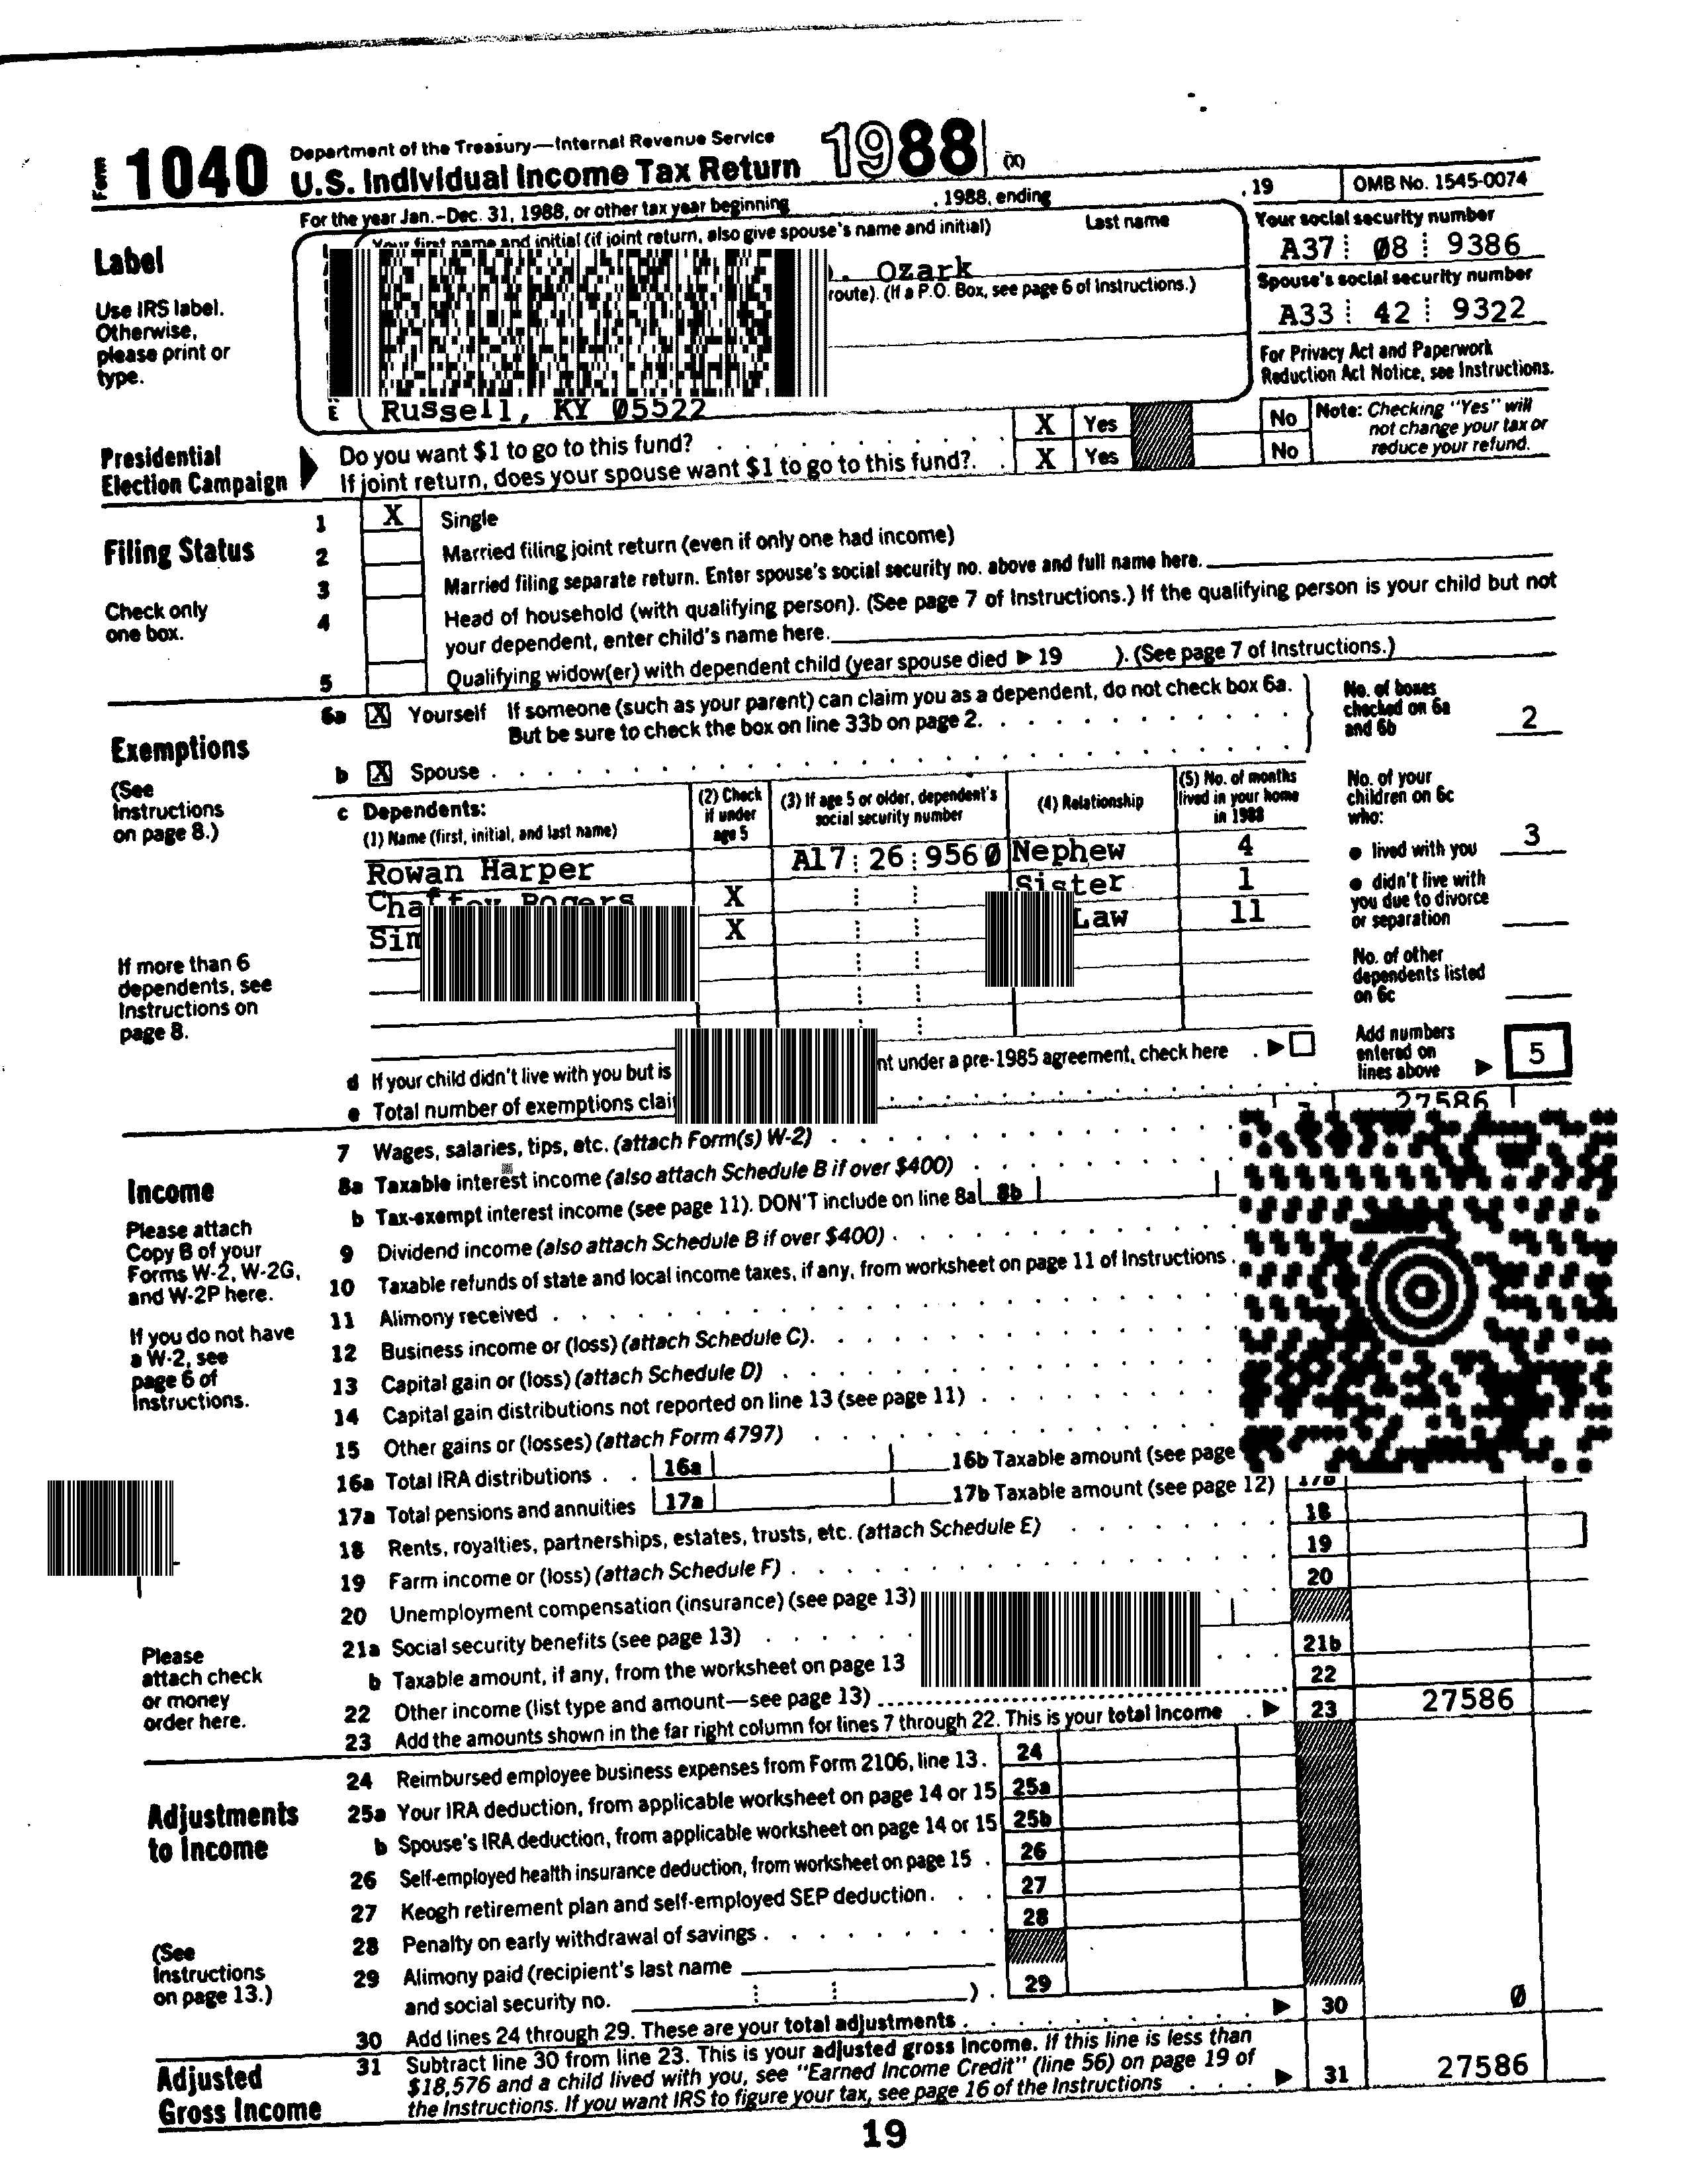 Form 1040 Department of the Treasury—Internal Revenue Service
U.S. Individual Income Tax Return 1988 (X)
For the year Jan.–Dec. 31, 1988, or other tax year beginning , 1988, ending , 19 OMB No. 1545-0074
Label
Use IRS label. Otherwise, please print or type.
Your first name and initial (if joint return, also give spouse's name and initial) Last name
Ozark
route). (If a P.O. Box, see page 6 of Instructions.)
E Russell, KY 05522
Your social security number
A37 08 9386
Spouse's social security number
A33 42 9322
For Privacy Act and Paperwork Reduction Act Notice, see Instructions.
Presidential Election Campaign
Do you want $1 to go to this fund? X Yes No
If joint return, does your spouse want $1 to go to this fund?. X Yes No
Note: Checking "Yes" will not change your tax or reduce your refund.
Filing Status
Check only one box.
1 X Single
2 Married filing joint return (even if only one had income)
3 Married filing separate return. Enter spouse's social security no. above and full name here.
4 Head of household (with qualifying person). (See page 7 of Instructions.) If the qualifying person is your child but not
your dependent, enter child's name here.
5 Qualifying widow(er) with dependent child (year spouse died ▶ 19 ). (See page 7 of Instructions.)
Exemptions
(See Instructions on page 8.)
6a X Yourself If someone (such as your parent) can claim you as a dependent, do not check box 6a.
But be sure to check the box on line 33b on page 2.
b X Spouse
No. of boxes checked on 6a and 6b 2
c Dependents:
(1) Name (first, initial, and last name)
(2) Check if under age 5
(3) If age 5 or older, dependent's social security number
(4) Relationship
(5) No. of months lived in your home in 1988
Rowan Harper A17 26 9560 Nephew 4
Chaffey Rogers X Sister 1
Sim X Law 11
No. of your children on 6c who:
● lived with you 3
● didn't live with you due to divorce or separation
No. of other dependents listed on 6c
Add numbers entered on lines above ▶ 5
If more than 6 dependents, see Instructions on page 8.
d If your child didn't live with you but is nt under a pre-1985 agreement, check here ▶
e Total number of exemptions clai
Income
Please attach Copy B of your Forms W-2, W-2G, and W-2P here.
If you do not have a W-2, see page 6 of Instructions.
Please attach check or money order here.
7 Wages, salaries, tips, etc. (attach Form(s) W-2) 7 27586
8a Taxable interest income (also attach Schedule B if over $400)
b Tax-exempt interest income (see page 11). DON'T include on line 8a 8b
9 Dividend income (also attach Schedule B if over $400)
10 Taxable refunds of state and local income taxes, if any, from worksheet on page 11 of Instructions
11 Alimony received
12 Business income or (loss) (attach Schedule C).
13 Capital gain or (loss) (attach Schedule D)
14 Capital gain distributions not reported on line 13 (see page 11)
15 Other gains or (losses) (attach Form 4797)
16a Total IRA distributions 16a 16b Taxable amount (see page
17a Total pensions and annuities 17a 17b Taxable amount (see page 12) 17b
18 Rents, royalties, partnerships, estates, trusts, etc. (attach Schedule E) 18
19 Farm income or (loss) (attach Schedule F) 19
20 Unemployment compensation (insurance) (see page 13) 20
21a Social security benefits (see page 13)
b Taxable amount, if any, from the worksheet on page 13 21b
22 Other income (list type and amount—see page 13) 22
23 Add the amounts shown in the far right column for lines 7 through 22. This is your total income ▶ 23 27586
Adjustments to Income
(See Instructions on page 13.)
24 Reimbursed employee business expenses from Form 2106, line 13. 24
25a Your IRA deduction, from applicable worksheet on page 14 or 15 25a
b Spouse's IRA deduction, from applicable worksheet on page 14 or 15 25b
26 Self-employed health insurance deduction, from worksheet on page 15 26
27 Keogh retirement plan and self-employed SEP deduction 27
28 Penalty on early withdrawal of savings 28
29 Alimony paid (recipient's last name
and social security no. ) 29
30 Add lines 24 through 29. These are your total adjustments ▶ 30 0
Adjusted Gross Income
31 Subtract line 30 from line 23. This is your adjusted gross income. If this line is less than
$18,576 and a child lived with you, see "Earned Income Credit" (line 56) on page 19 of
the Instructions. If you want IRS to figure your tax, see page 16 of the Instructions ▶ 31 27586
19